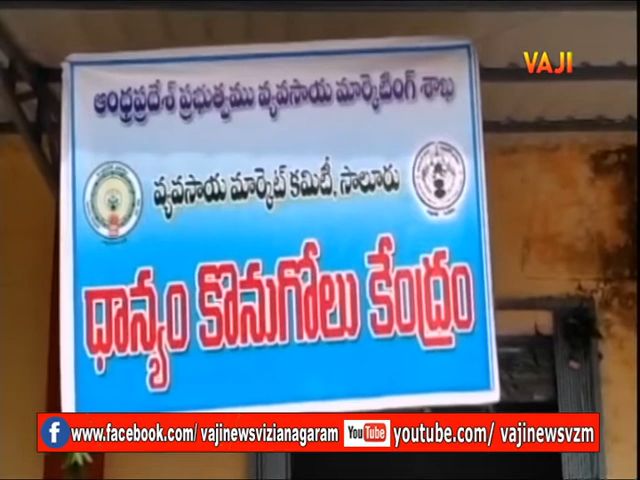 VAJI
ఆంధ్రప్రదేశ్ ప్రభుత్వము వ్యవసాయ మార్కెటింగ్ శాఖ
వ్యవసాయ మార్కెట్ కమిటీ, సాలూరు
ధాన్యం కొనుగోలు కేంద్రం
www.facebook.com/ vajinewsvizianagaram YouTube youtube.com/ vajinewsvzm